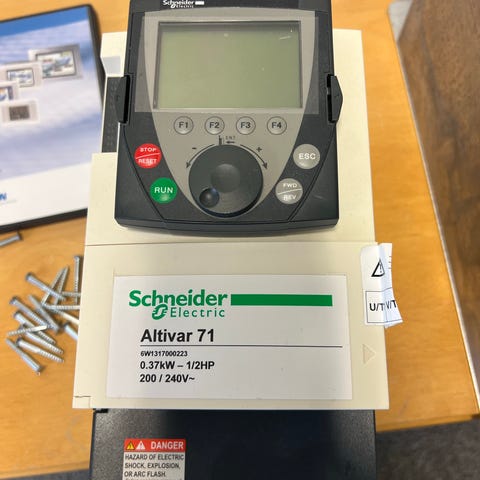 Schneider
Electric
F1 F2 F3 F4
ENT
- +
STOP
RESET
ESC
RUN
FWD
REV
Schneider
Electric
Altivar 71
6W1317000223
0.37kW – 1/2HP
200 / 240V~
U/T
V/T
DANGER
HAZARD OF ELECTRIC
SHOCK, EXPLOSION,
OR ARC FLASH.